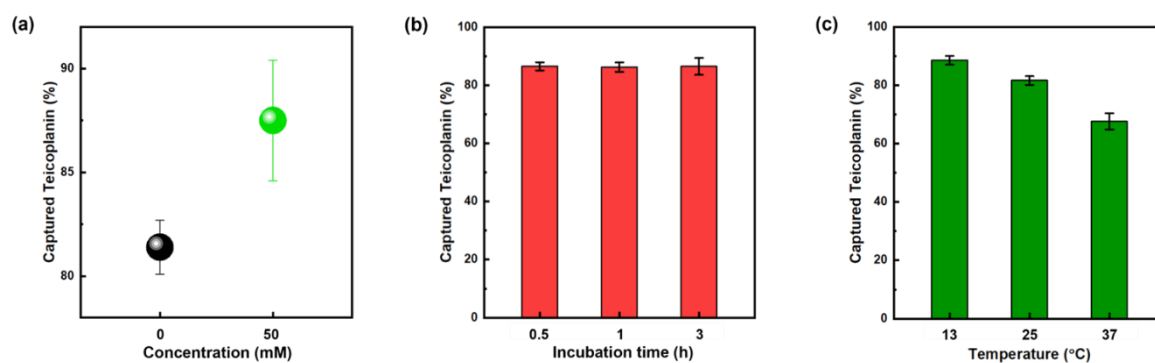 (a)
Captured Teicoplanin (%)
90
85
80
0 50
Concentration (mM)
(b)
Captured Teicoplanin (%)
100
80
60
40
20
0
0.5 1 3
Incubation time (h)
(c)
Captured Teicoplanin (%)
100
80
60
40
20
0
13 25 37
Temperature (°C)